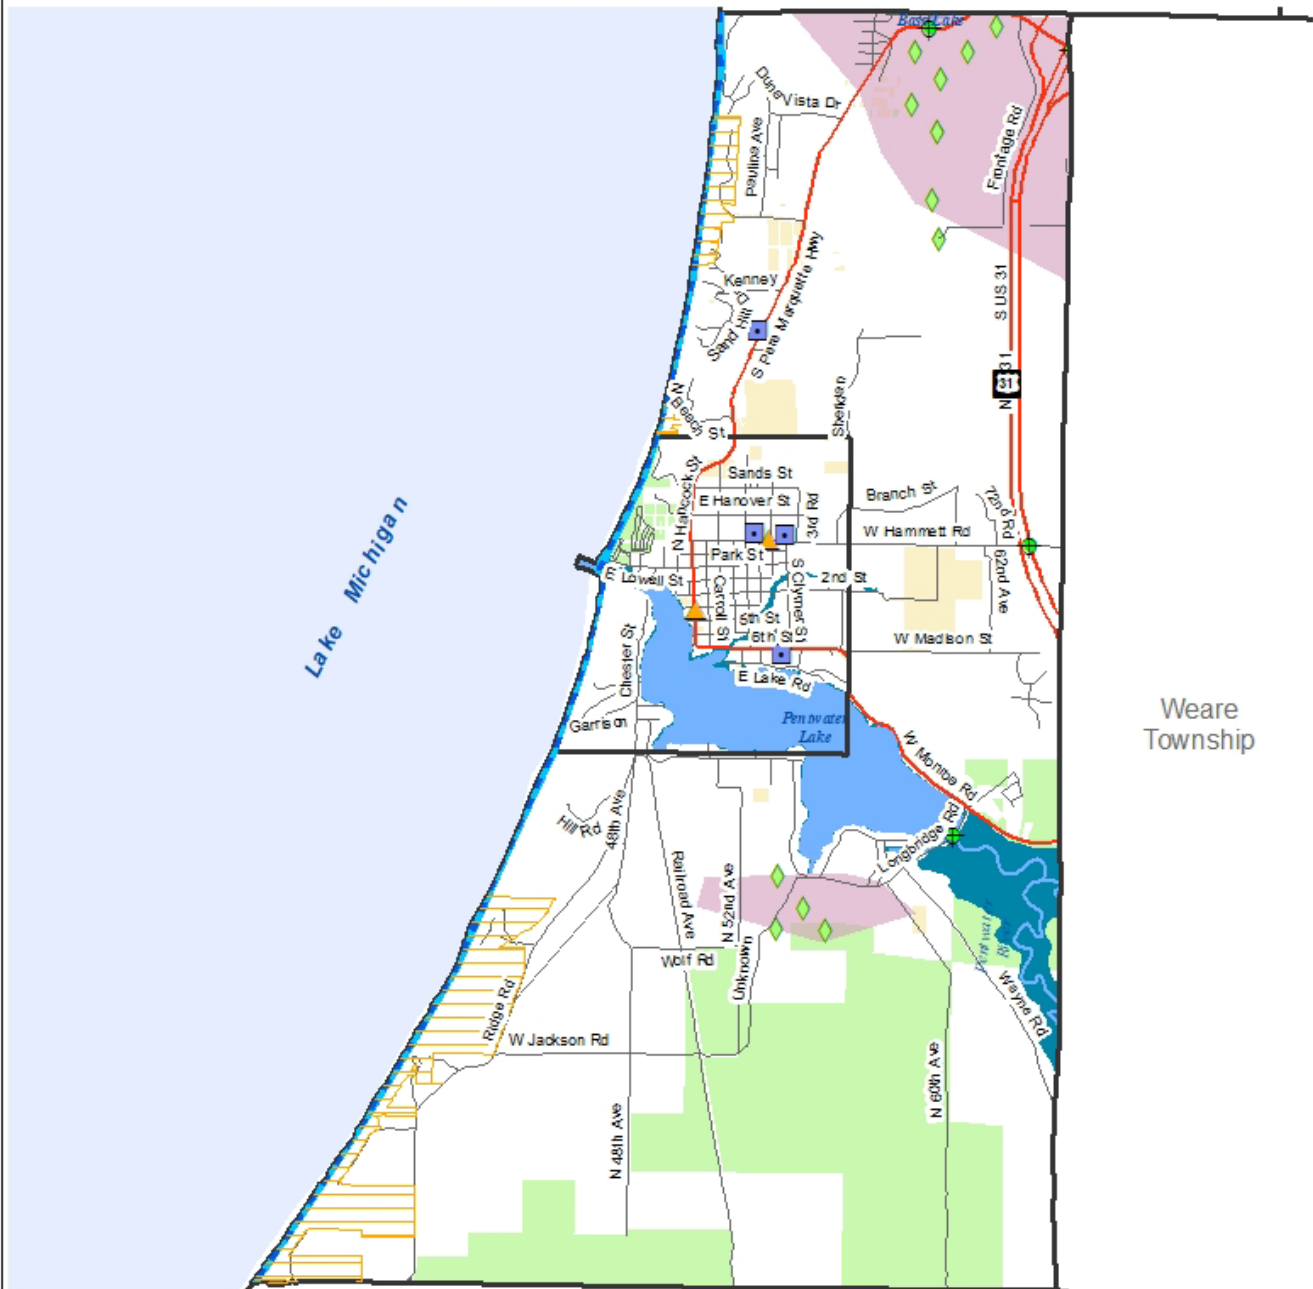 Bass Lake
Dune
Vista Dr
Pauline Ave
Frontage Rd
S Pere Marquette Hwy
Kenney
Sand Hill D
S US 31
N 31
31
N Beech St
Sheridan
N Hancock St
Sands St
E Hanover St
3rd Rd
Branch St
72nd Rd
W Hammett Rd
Park St
E Lowell St
Carroll St
S Clymer St
2nd St
62nd Ave
5th St
6th St
W Madison St
Chester St
E Lake Rd
Garrison
Pentwater
Lake
Lake Michigan
Weare
Township
W Monroe Rd
Hill Rd
48th Ave
Longbridge Rd
Railroad Ave
N 52nd Ave
Pentwater
River
Wolf Rd
Unknown
Wayne Rd
Ridge Rd
W Jackson Rd
N 60th Ave
N 48th Ave